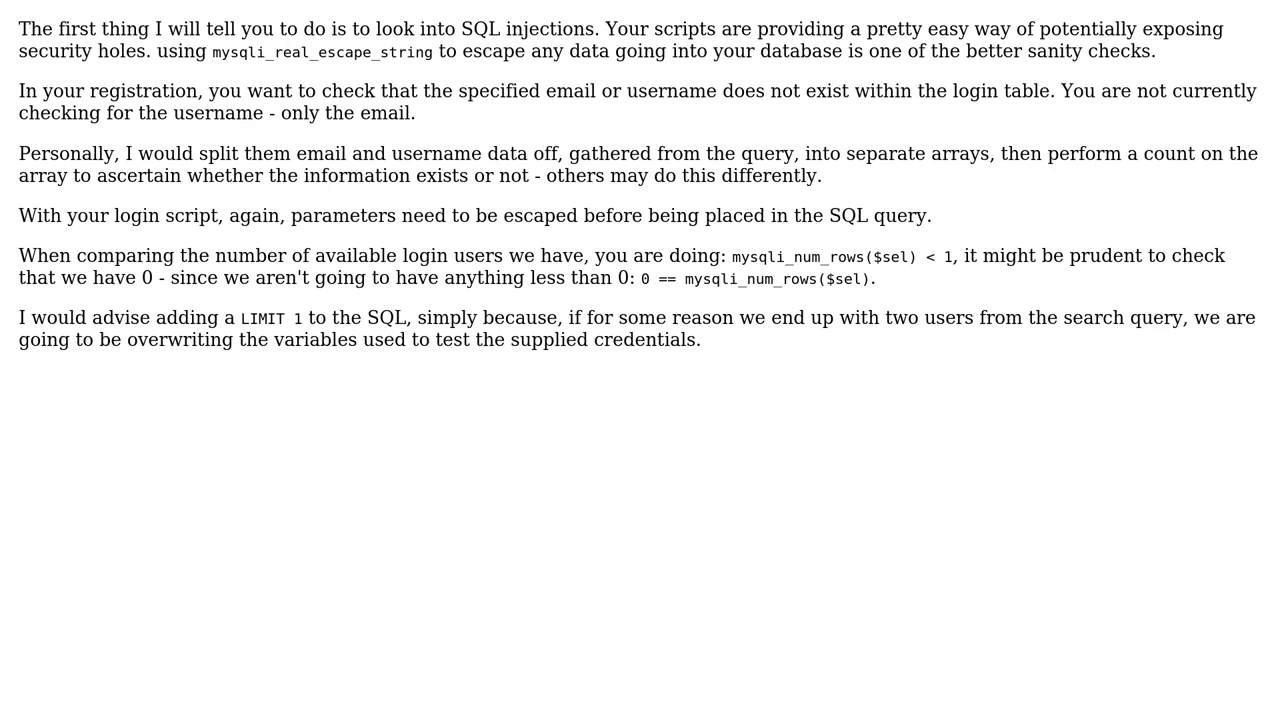 The first thing I will tell you to do is to look into SQL injections. Your scripts are providing a pretty easy way of potentially exposing
security holes. using mysqli_real_escape_string to escape any data going into your database is one of the better sanity checks.
In your registration, you want to check that the specified email or username does not exist within the login table. You are not currently
checking for the username - only the email.
Personally, I would split them email and username data off, gathered from the query, into separate arrays, then perform a count on the
array to ascertain whether the information exists or not - others may do this differently.
With your login script, again, parameters need to be escaped before being placed in the SQL query.
When comparing the number of available login users we have, you are doing: mysqli_num_rows($sel) < 1, it might be prudent to check
that we have 0 - since we aren't going to have anything less than 0: 0 == mysqli_num_rows($sel).
I would advise adding a LIMIT 1 to the SQL, simply because, if for some reason we end up with two users from the search query, we are
going to be overwriting the variables used to test the supplied credentials.